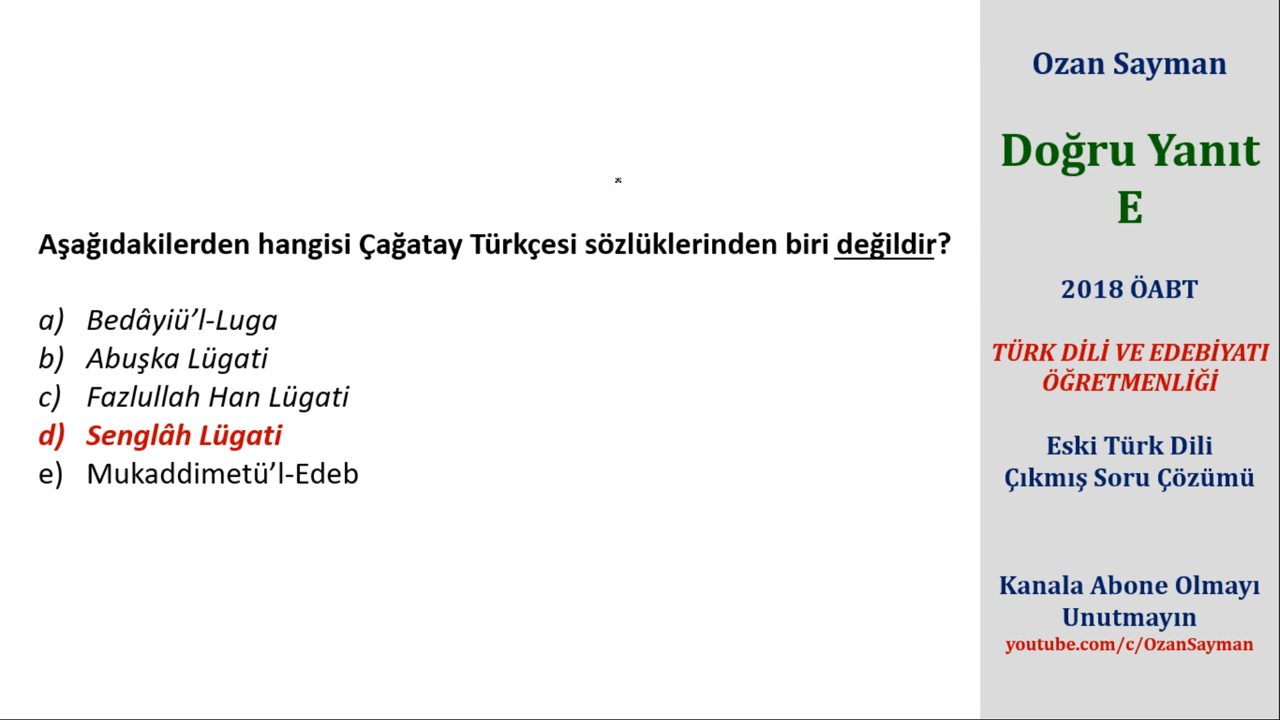 Aşağıdakilerden hangisi Çağatay Türkçesi sözlüklerinden biri değildir?
a) Bedâyiü’l-Luga
b) Abuşka Lügati
c) Fazlullah Han Lügati
d) Senglâh Lügati
e) Mukaddimetü’l-Edeb
Ozan Sayman
Doğru Yanıt
E
2018 ÖABT
TÜRK DİLİ VE EDEBİYATI
ÖĞRETMENLİĞİ
Eski Türk Dili
Çıkmış Soru Çözümü
Kanala Abone Olmayı
Unutmayın
youtube.com/c/OzanSayman